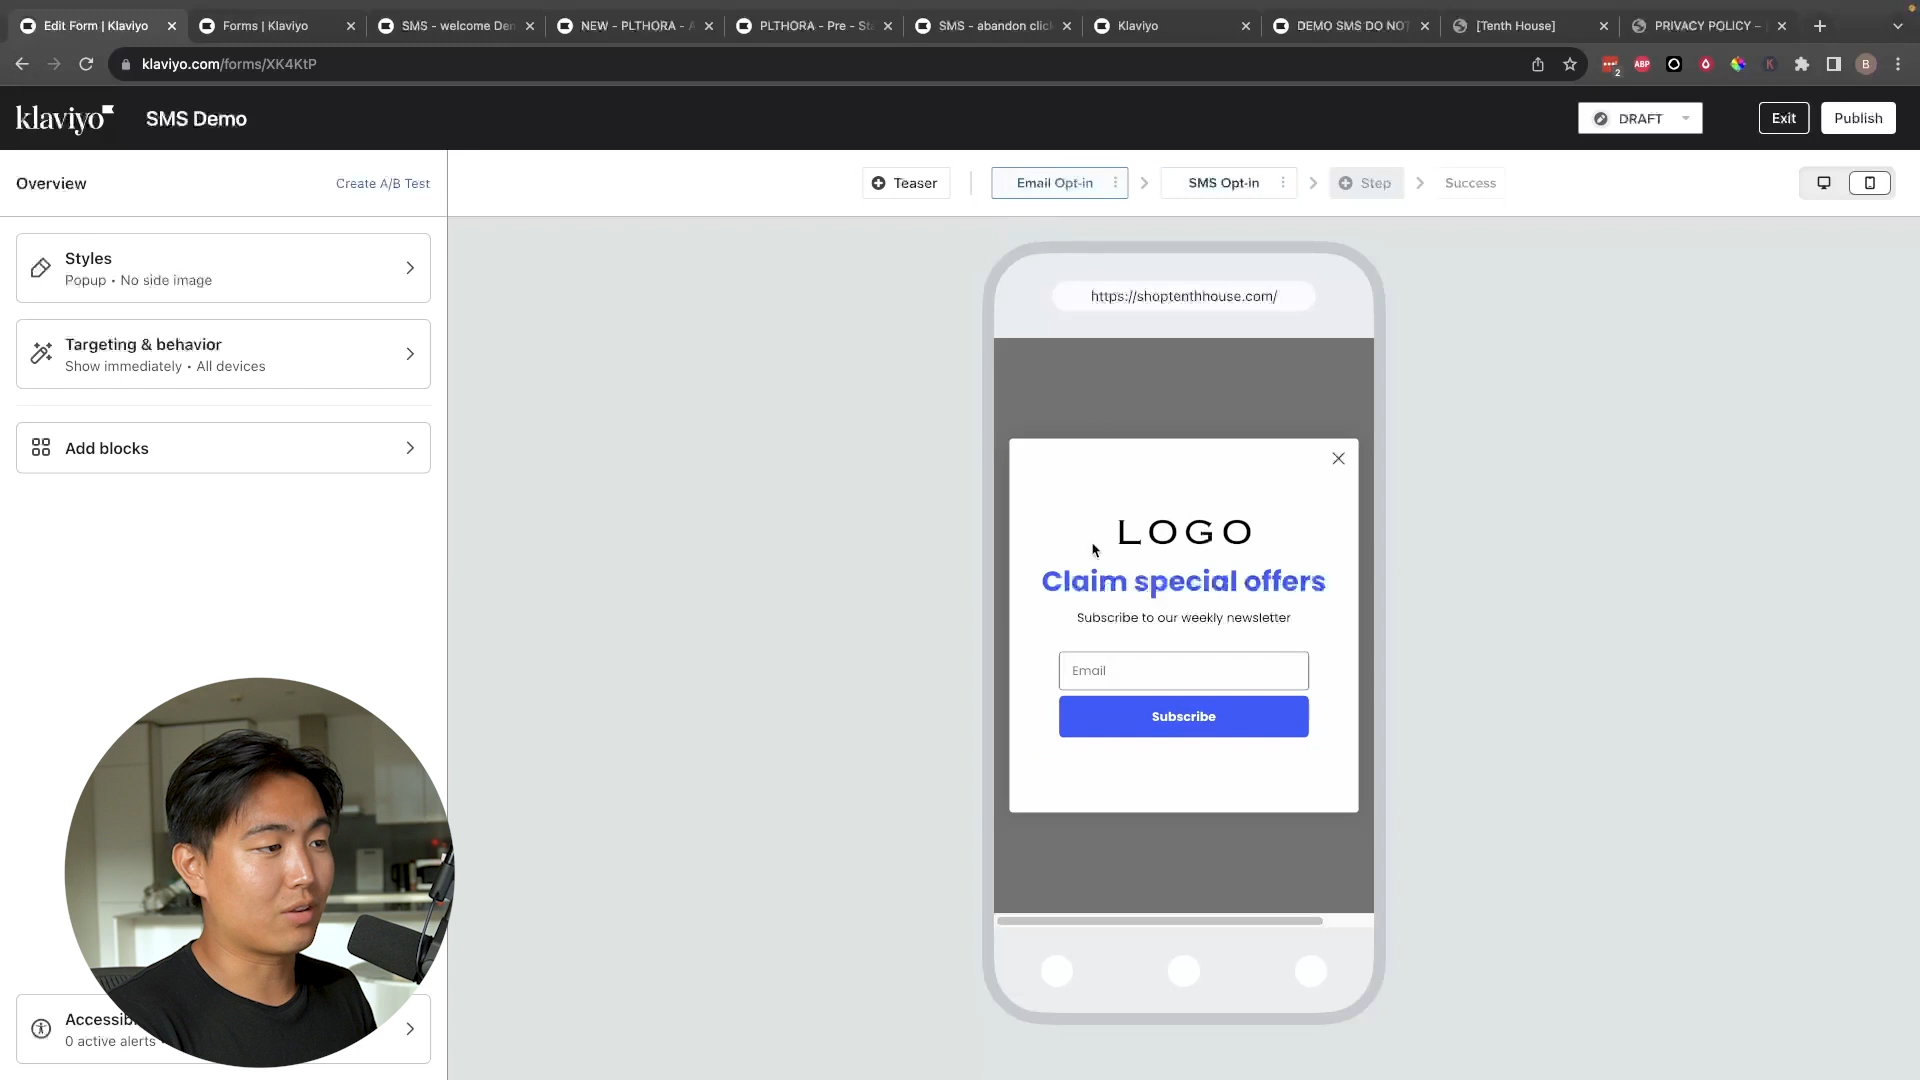 Edit Form | Klaviyo
Forms | Klaviyo
SMS - welcome Den
NEW - PLTHORA - A
PLTHORA - Pre - Sta
SMS - abandon click
Klaviyo
DEMO SMS DO NOT
[Tenth House]
PRIVACY POLICY –
klaviyo.com/forms/XK4KtP
2
ABP
K
B
klaviyo
SMS Demo
DRAFT
Exit
Publish
Overview
Create A/B Test
Teaser
Email Opt-in
SMS Opt-in
Step
Success
Styles
Popup • No side image
Targeting & behavior
Show immediately • All devices
Add blocks
https://shoptenthhouse.com/
LOGO
Claim special offers
Subscribe to our weekly newsletter
Email
Subscribe
Accessib
0 active alerts